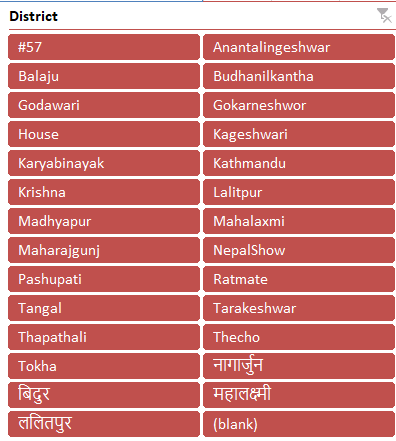 District
#57 Anantalingeshwar
Balaju Budhanilkantha
Godawari Gokarneshwor
House Kageshwari
Karyabinayak Kathmandu
Krishna Lalitpur
Madhyapur Mahalaxmi
Maharajgunj NepalShow
Pashupati Ratmate
Tangal Tarakeshwar
Thapathali Thecho
Tokha नागार्जुन
बिदुर महालक्ष्मी
ललितपुर (blank)